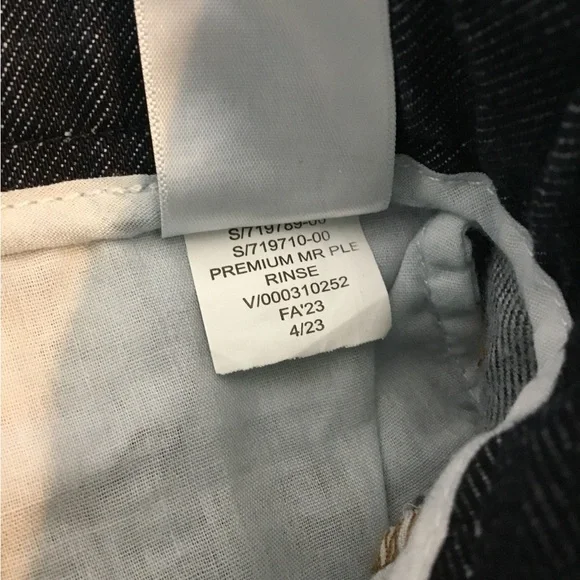 S/719789-00
S/719710-00
PREMIUM MR PLE
RINSE
V/000310252
FA'23
4/23